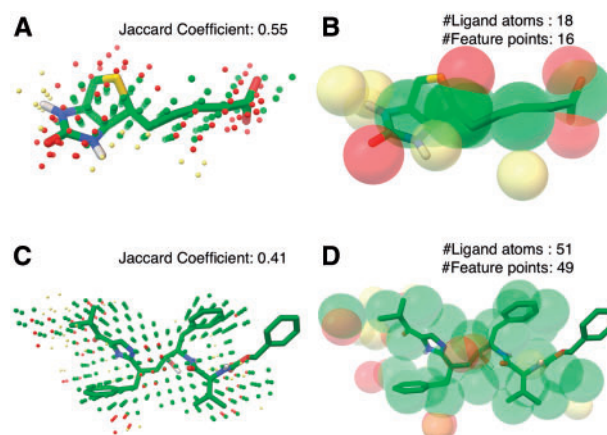 A
Jaccard Coefficient: 0.55
B
#Ligand atoms : 18
#Feature points: 16
C
Jaccard Coefficient: 0.41
D
#Ligand atoms : 51
#Feature points: 49